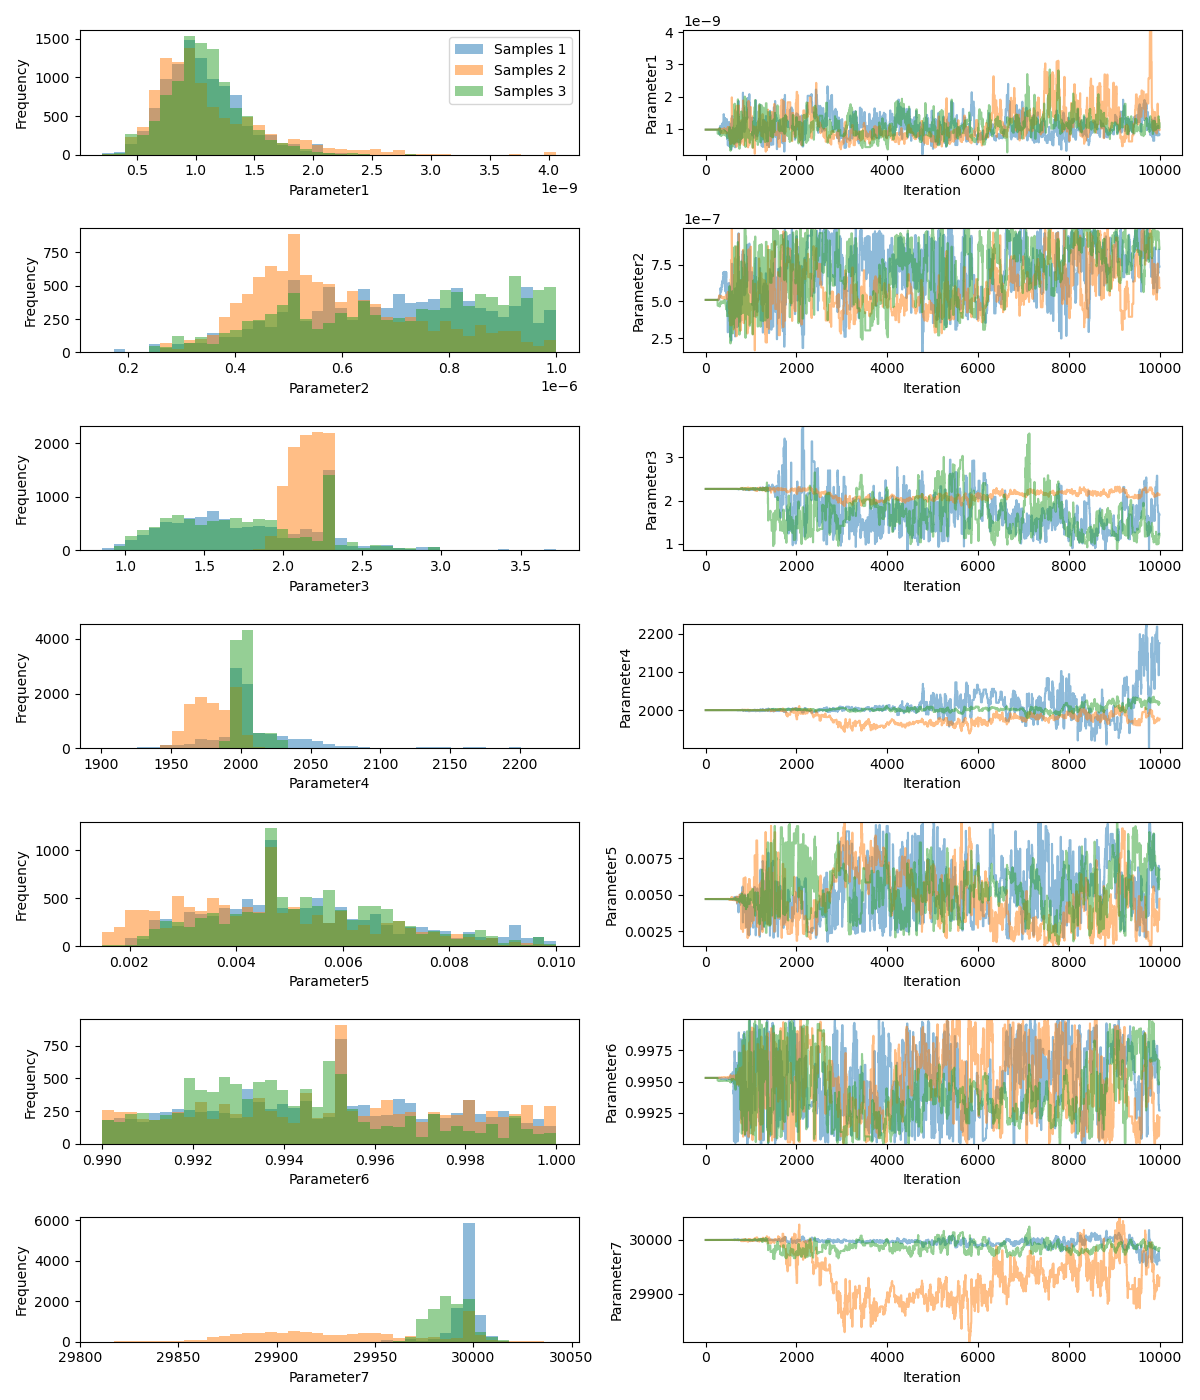 Frequency
1500
1000
500
0
0.5 1.0 1.5 2.0 2.5 3.0 3.5 4.0
Parameter1
1e−9
Samples 1
Samples 2
Samples 3
1e−9
Parameter1
4
3
2
1
0 2000 4000 6000 8000 10000
Iteration
Frequency
750
500
250
0
0.2 0.4 0.6 0.8 1.0
Parameter2
1e−6
1e−7
Parameter2
7.5
5.0
2.5
0 2000 4000 6000 8000 10000
Iteration
Frequency
2000
1000
0
1.0 1.5 2.0 2.5 3.0 3.5
Parameter3
Parameter3
3
2
1
0 2000 4000 6000 8000 10000
Iteration
Frequency
4000
2000
0
1900 1950 2000 2050 2100 2150 2200
Parameter4
Parameter4
2200
2100
2000
0 2000 4000 6000 8000 10000
Iteration
Frequency
1000
500
0
0.002 0.004 0.006 0.008 0.010
Parameter5
Parameter5
0.0075
0.0050
0.0025
0 2000 4000 6000 8000 10000
Iteration
Frequency
750
500
250
0
0.990 0.992 0.994 0.996 0.998 1.000
Parameter6
Parameter6
0.9975
0.9950
0.9925
0 2000 4000 6000 8000 10000
Iteration
Frequency
6000
4000
2000
0
29800 29850 29900 29950 30000 30050
Parameter7
Parameter7
30000
29900
0 2000 4000 6000 8000 10000
Iteration